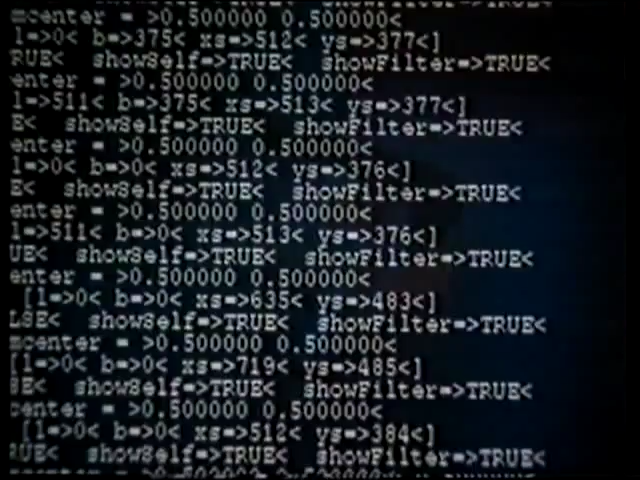 mcenter = >0.500000 0.500000<
l=>0< b=>375< xs=>512< ys=>377<]
RUE< showSelf=>TRUE< showFilter=>TRUE<
enter = >0.500000 0.500000<
l=>511< b=>375< xs=>513< ys=>377<]
E< showSelf=>TRUE< showFilter=>TRUE<
enter = >0.500000 0.500000<
l=>0< b=>0< xs=>512< ys=>376<]
E< showSelf=>TRUE< showFilter=>TRUE<
enter = >0.500000 0.500000<
l=>511< b=>0< xs=>513< ys=>376<]
UE< showSelf=>TRUE< showFilter=>TRUE<
enter = >0.500000 0.500000<
[l=>0< b=>0< xs=>635< ys=>483<]
LSE< showSelf=>TRUE< showFilter=>TRUE<
mcenter = >0.500000 0.500000<
[l=>0< b=>0< xs=>719< ys=>485<]
SE< showSelf=>TRUE< showFilter=>TRUE<
center = >0.500000 0.500000<
[l=>0< b=>0< xs=>512< ys=>384<]
RUE< showSelf=>TRUE< showFilter=>TRUE<